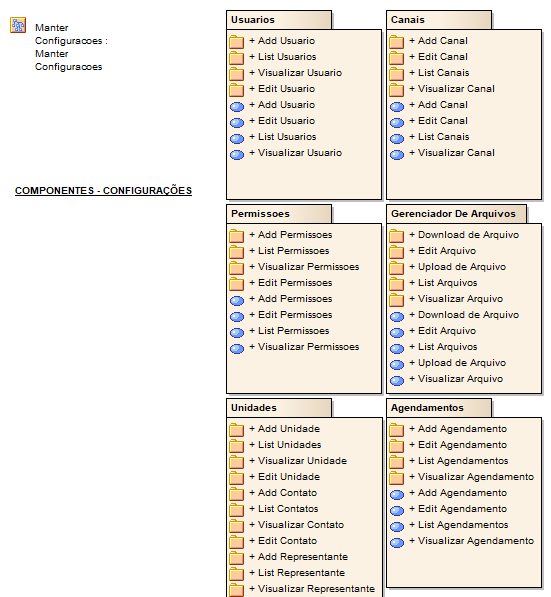 Manter
Configuracoes :
Manter
Configuracoes
COMPONENTES - CONFIGURAÇÕES
Usuarios
+ Add Usuario
+ List Usuarios
+ Visualizar Usuario
+ Edit Usuario
+ Add Usuario
+ Edit Usuario
+ List Usuarios
+ Visualizar Usuario
Canais
+ Add Canal
+ Edit Canal
+ List Canais
+ Visualizar Canal
+ Add Canal
+ Edit Canal
+ List Canais
+ Visualizar Canal
Permissoes
+ Add Permissoes
+ List Permissoes
+ Visualizar Permissoes
+ Edit Permissoes
+ Add Permissoes
+ Edit Permissoes
+ List Permissoes
+ Visualizar Permissoes
Gerenciador De Arquivos
+ Download de Arquivo
+ Edit Arquivo
+ Upload de Arquivo
+ List Arquivos
+ Visualizar Arquivo
+ Download de Arquivo
+ Edit Arquivo
+ List Arquivos
+ Upload de Arquivo
+ Visualizar Arquivo
Unidades
+ Add Unidade
+ List Unidades
+ Visualizar Unidade
+ Edit Unidade
+ Add Contato
+ List Contatos
+ Visualizar Contato
+ Edit Contato
+ Add Representante
+ List Representante
+ Visualizar Representante
Agendamentos
+ Add Agendamento
+ Edit Agendamento
+ List Agendamentos
+ Visualizar Agendamento
+ Add Agendamento
+ Edit Agendamento
+ List Agendamentos
+ Visualizar Agendamento